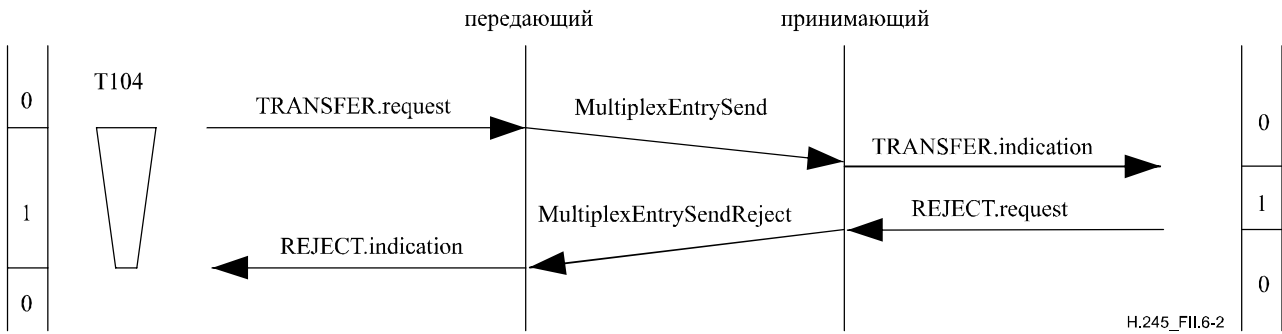 передающий принимающий
T104
0 TRANSFER.request MultiplexEntrySend 0
TRANSFER.indication
1 MultiplexEntrySendReject REJECT.request 1
REJECT.indication
0 0
H.245_FII.6-2